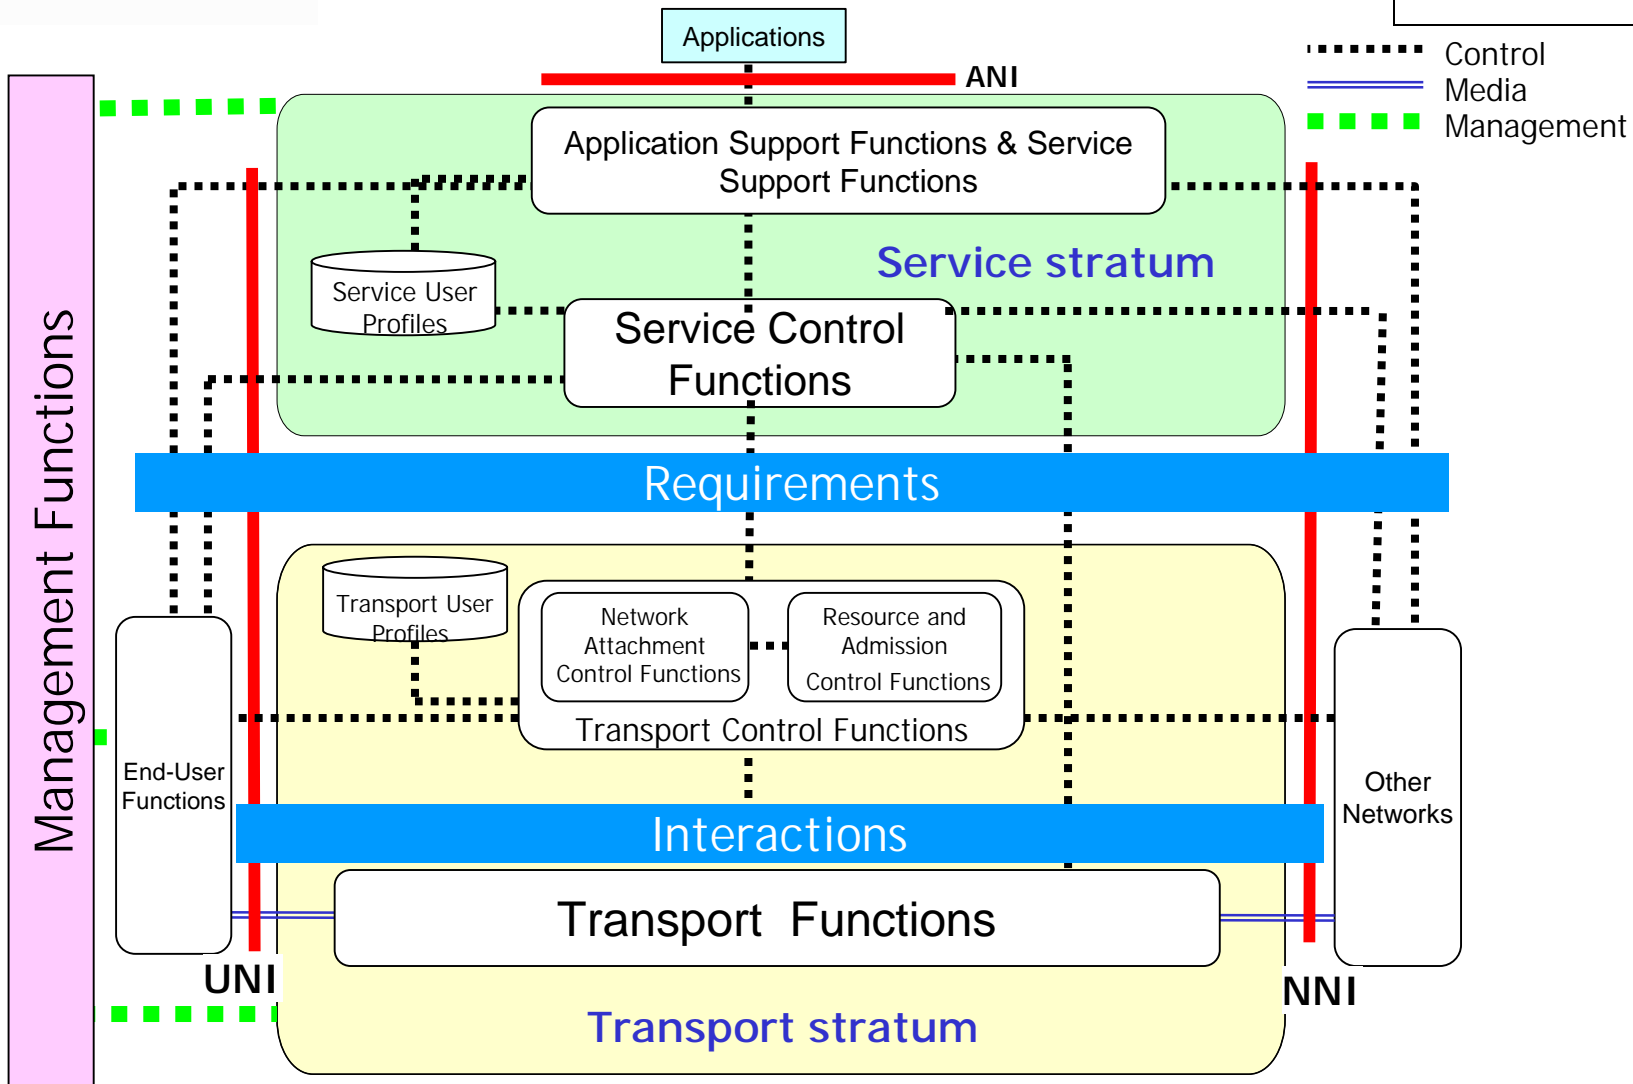 Applications
ANI
Control
Media
Management
Application Support Functions & Service
Support Functions
Service stratum
Service User
Profiles
Service Control
Functions
Management Functions
Requirements
Transport User
Profiles
Network
Attachment
Control Functions
Resource and
Admission
Control Functions
Transport Control Functions
End-User
Functions
Other
Networks
Interactions
Transport Functions
UNI
NNI
Transport stratum